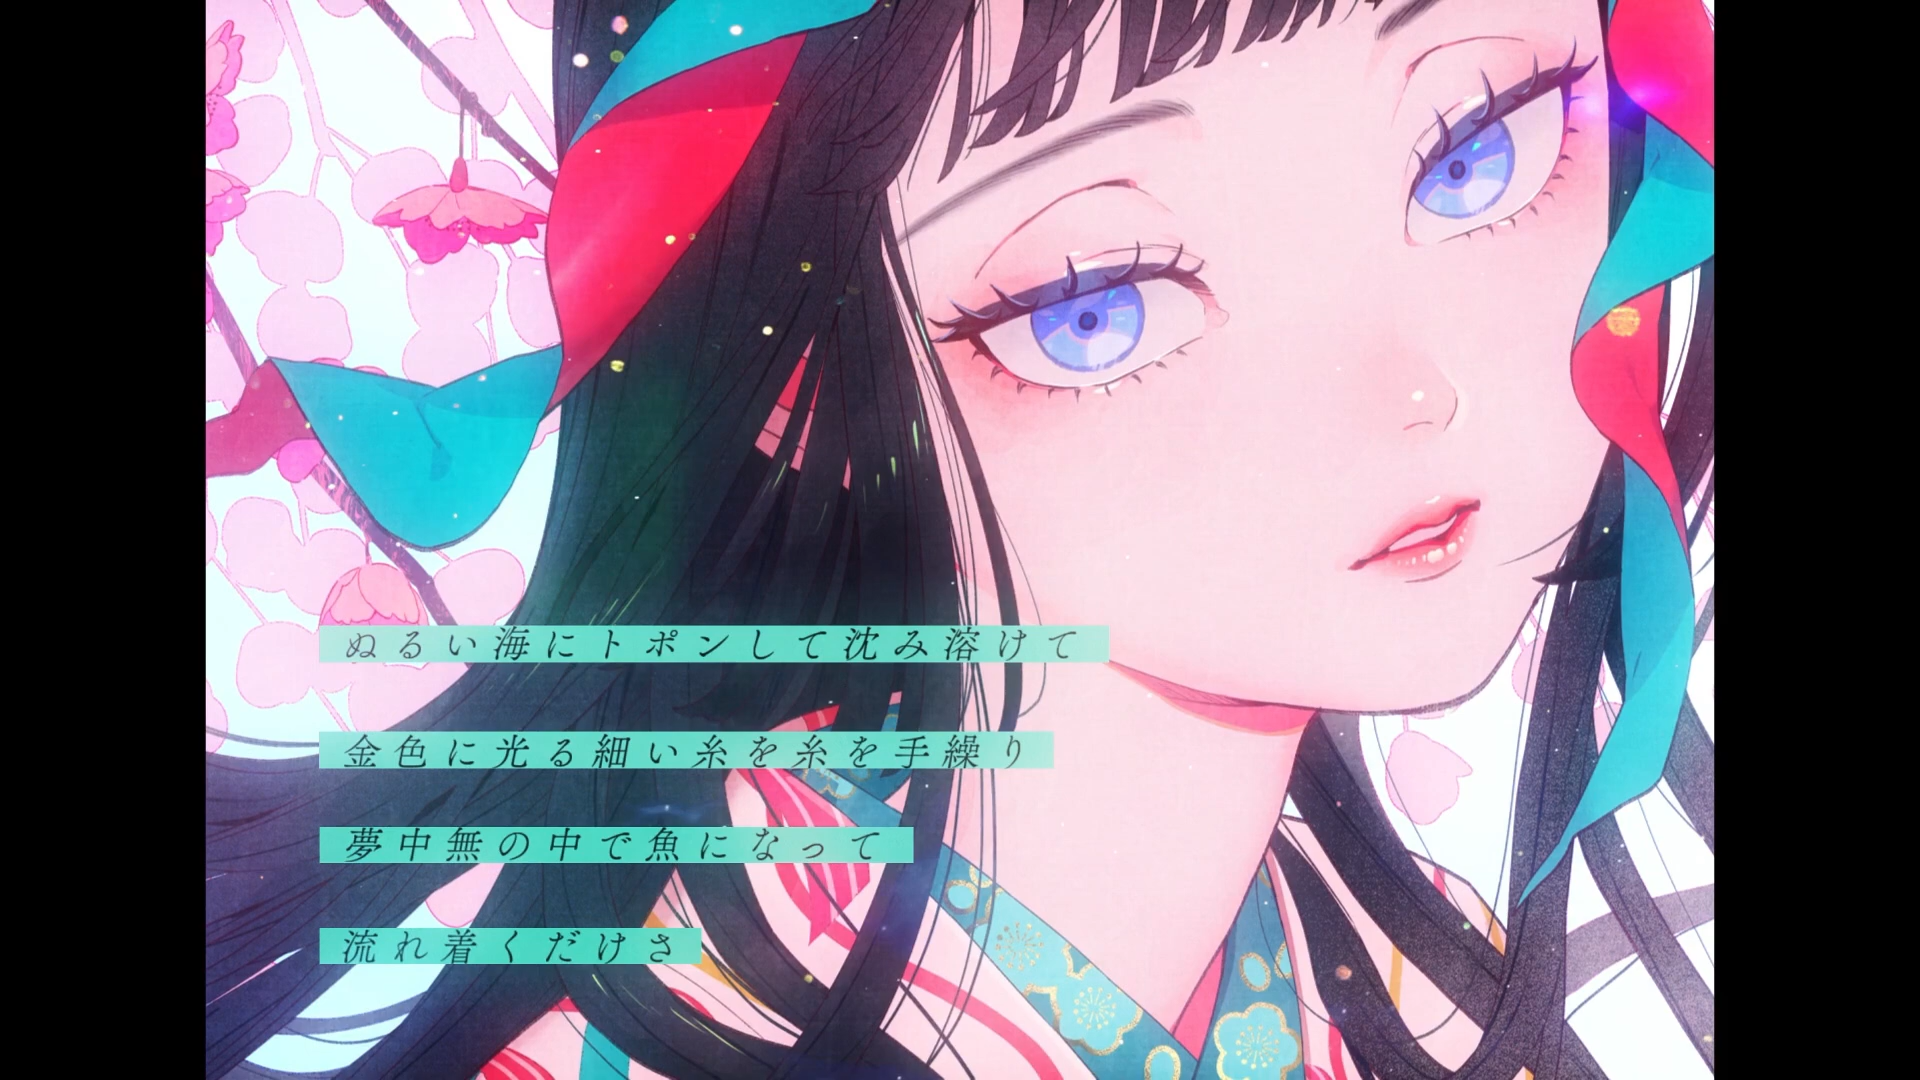 ぬるい海にトポンして沈み溶けて
金色に光る細い糸を糸を手繰り
夢中無の中で魚になって
流れ着くだけさ